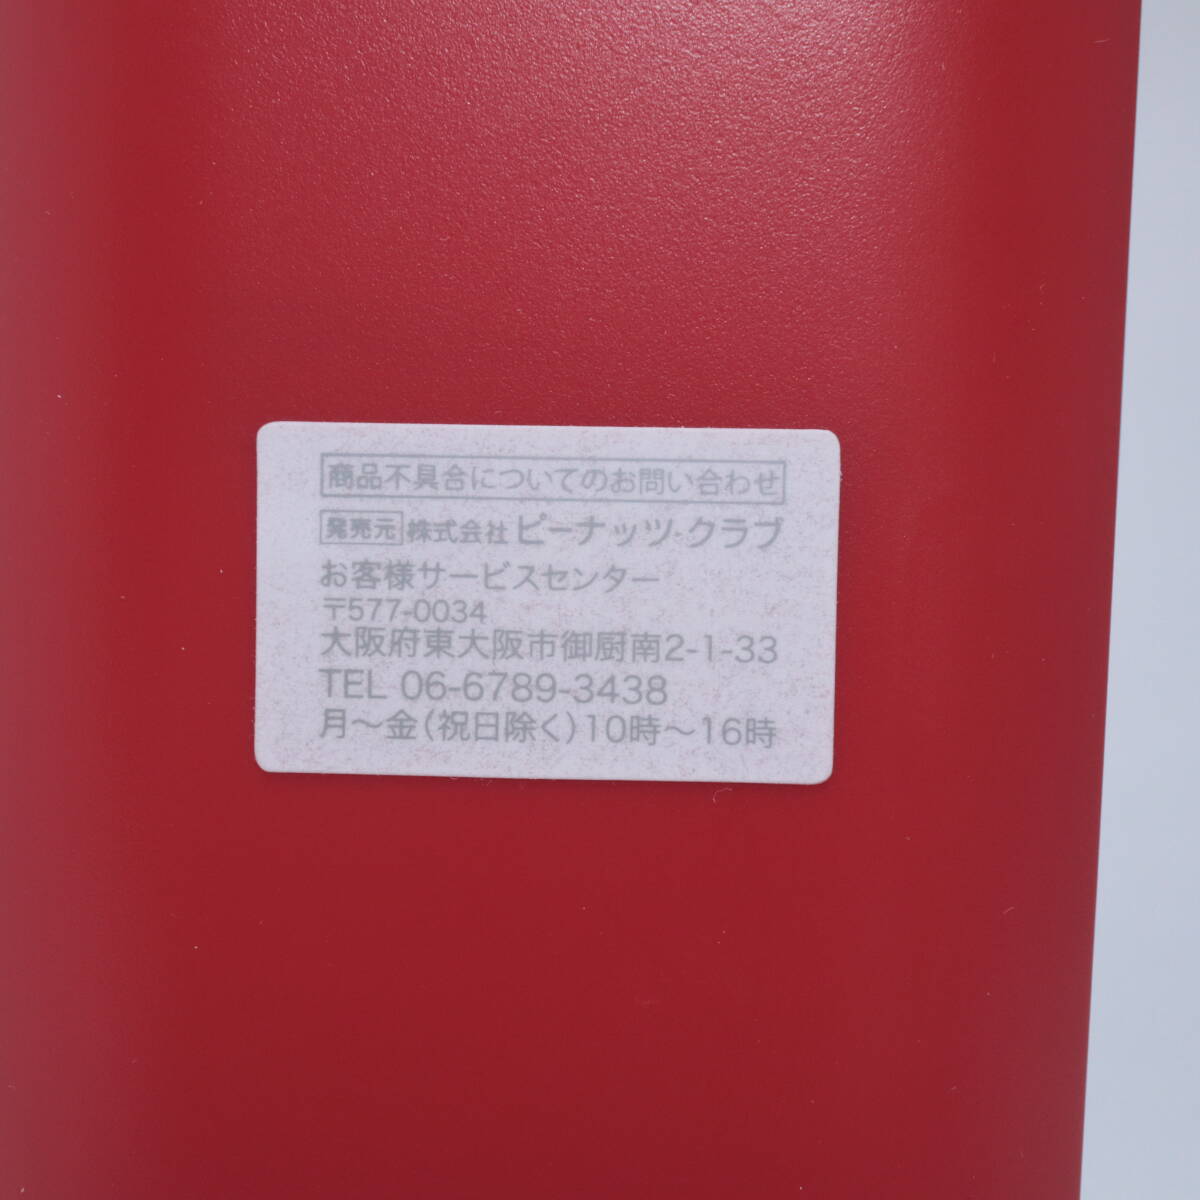 商品不具合についてのお問い合わせ
発売元 株式会社 ピーナッツ・クラブ
お客様サービスセンター
〒577-0034
大阪府東大阪市御厨南2-1-33
TEL 06-6789-3438
月〜金(祝日除く)10時〜16時